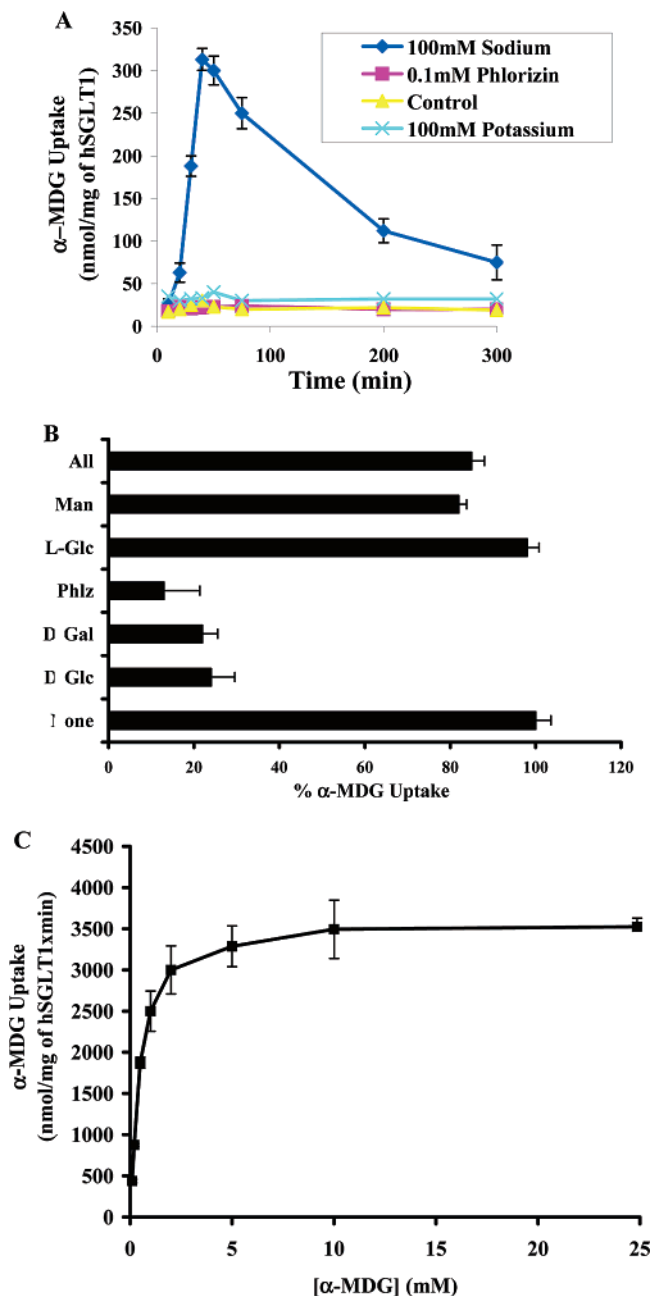 A
α–MDG Uptake
(nmol/mg of hSGLT1)
350
300
250
200
150
100
50
0
100mM Sodium
0.1mM Phlorizin
Control
100mM Potassium
0 100 200 300
Time (min)
B
All
Man
L-Glc
Phlz
D Gal
D Glc
None
0 20 40 60 80 100 120
% α-MDG Uptake
C
α-MDG Uptake
(nmol/mg of hSGLT1xmin)
4500
4000
3500
3000
2500
2000
1500
1000
500
0
0 5 10 15 20 25
[α-MDG] (mM)